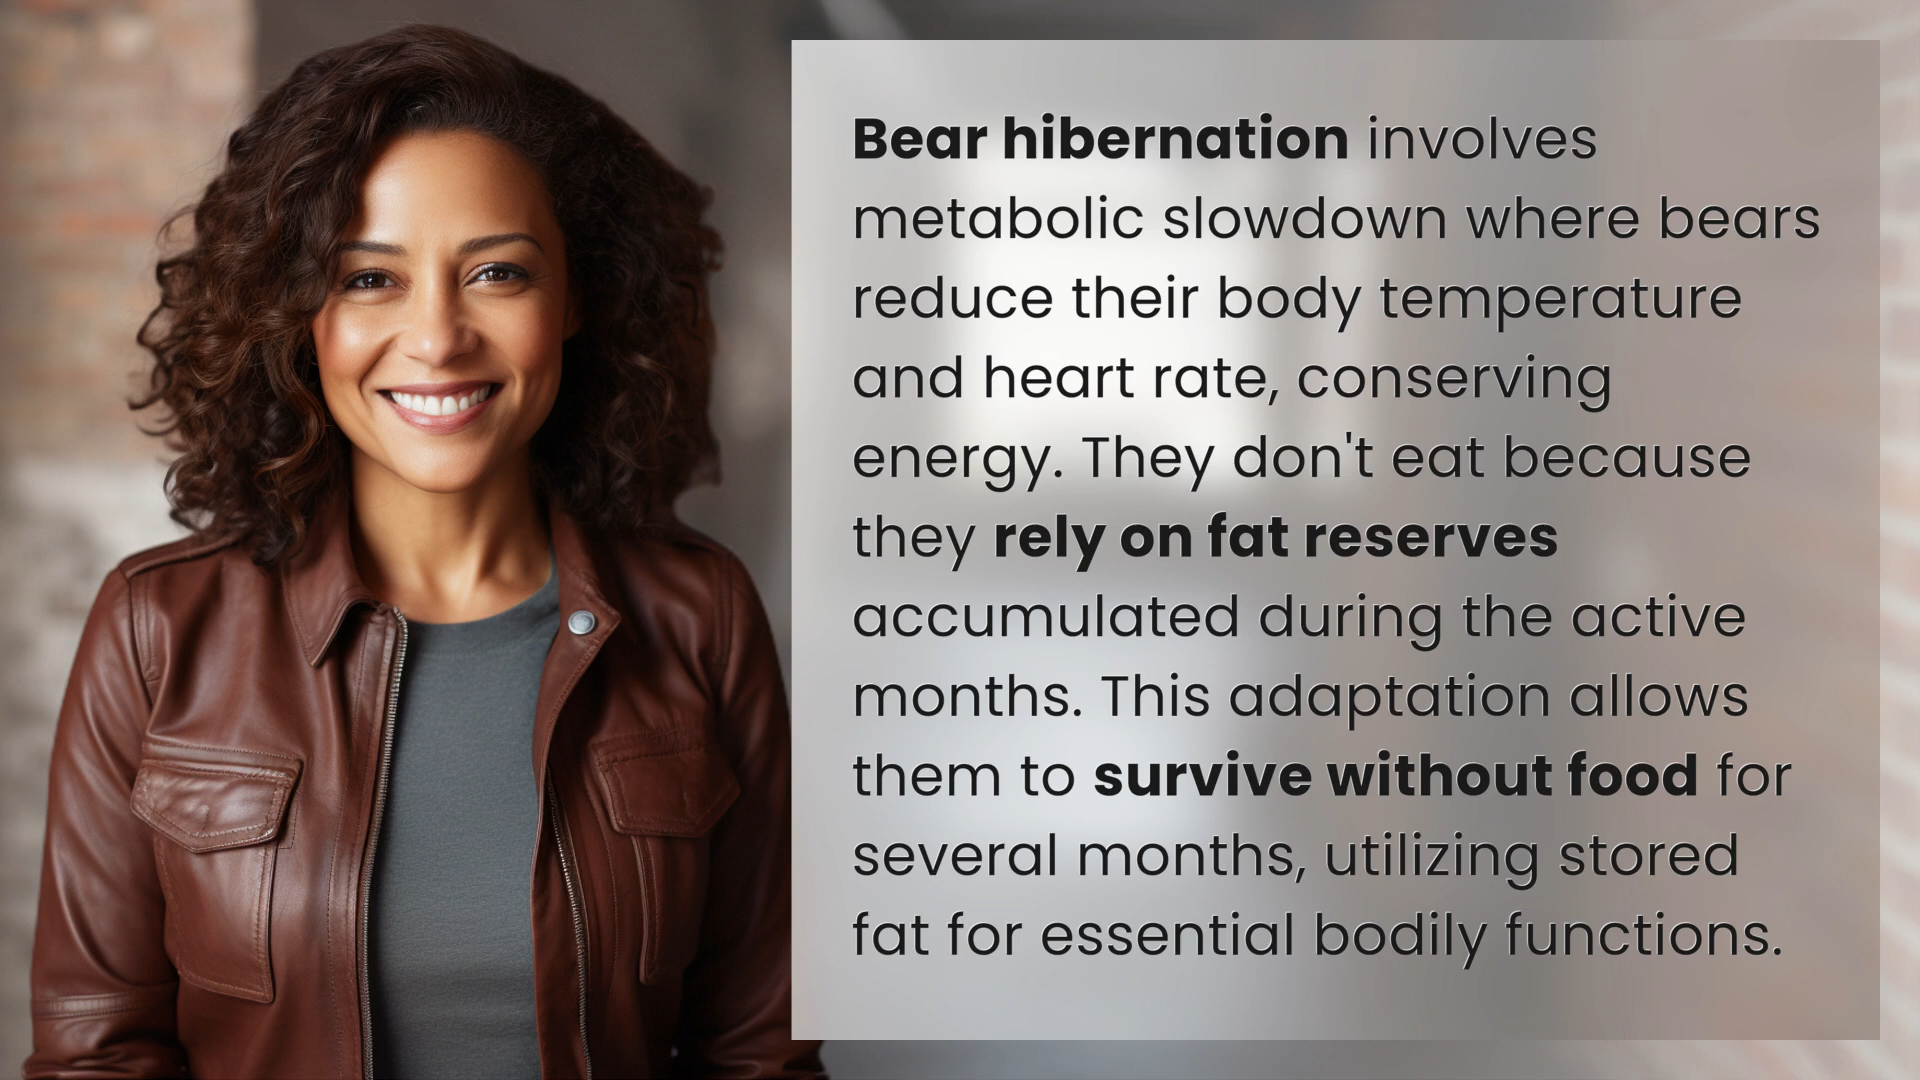 Bear hibernation involves
metabolic slowdown where bears
reduce their body temperature
and heart rate, conserving
energy. They don't eat because
they rely on fat reserves
accumulated during the active
months. This adaptation allows
them to survive without food for
several months, utilizing stored
fat for essential bodily functions.